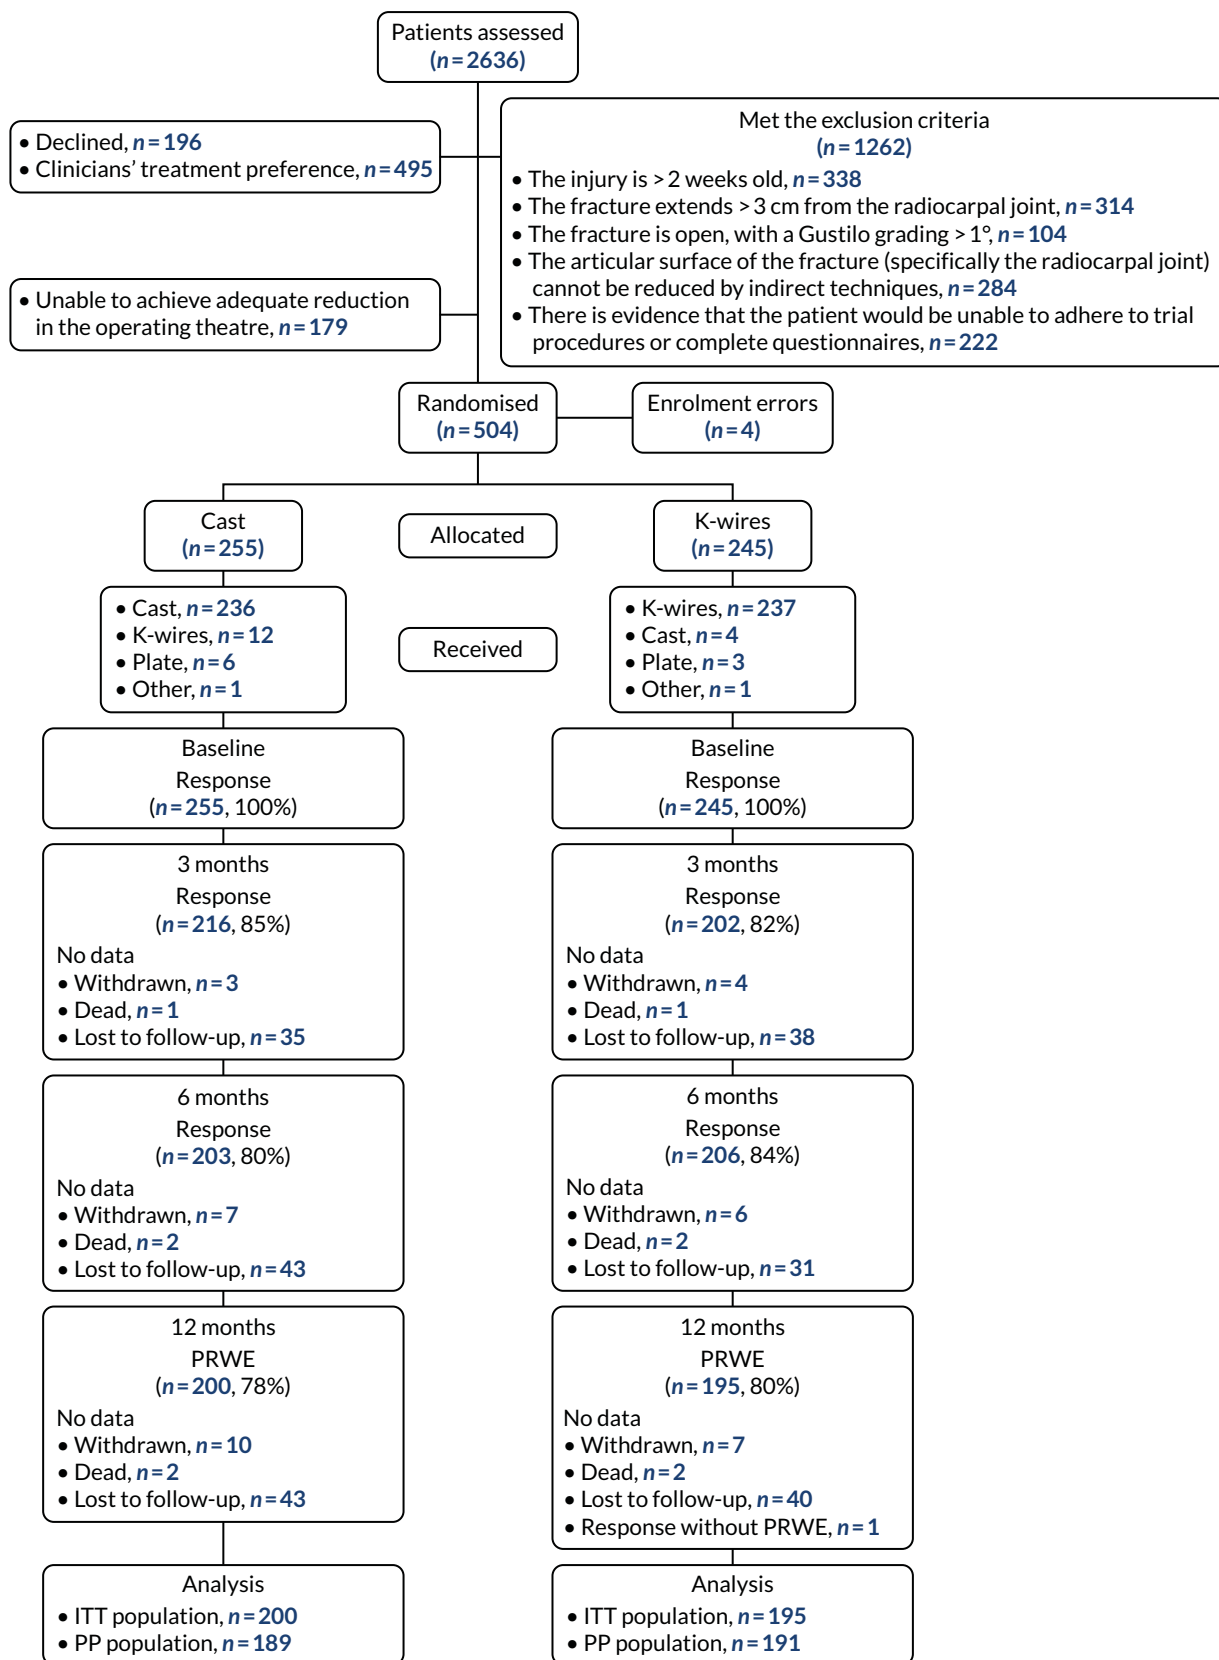 Patients assessed
(n = 2636)
• Declined, n = 196
• Clinicians’ treatment preference, n = 495
Met the exclusion criteria
(n = 1262)
• The injury is > 2 weeks old, n = 338
• The fracture extends > 3 cm from the radiocarpal joint, n = 314
• The fracture is open, with a Gustilo grading > 1°, n = 104
• The articular surface of the fracture (specifically the radiocarpal joint)
cannot be reduced by indirect techniques, n = 284
• There is evidence that the patient would be unable to adhere to trial
procedures or complete questionnaires, n = 222
• Unable to achieve adequate reduction
in the operating theatre, n = 179
Randomised
(n = 504)
Enrolment errors
(n = 4)
Cast
(n = 255)
Allocated
K-wires
(n = 245)
• Cast, n = 236
• K-wires, n = 12
• Plate, n = 6
• Other, n = 1
Received
• K-wires, n = 237
• Cast, n = 4
• Plate, n = 3
• Other, n = 1
Baseline
Response
(n = 255, 100%)
Baseline
Response
(n = 245, 100%)
3 months
Response
(n = 216, 85%)
No data
• Withdrawn, n = 3
• Dead, n = 1
• Lost to follow-up, n = 35
3 months
Response
(n = 202, 82%)
No data
• Withdrawn, n = 4
• Dead, n = 1
• Lost to follow-up, n = 38
6 months
Response
(n = 203, 80%)
No data
• Withdrawn, n = 7
• Dead, n = 2
• Lost to follow-up, n = 43
6 months
Response
(n = 206, 84%)
No data
• Withdrawn, n = 6
• Dead, n = 2
• Lost to follow-up, n = 31
12 months
PRWE
(n = 200, 78%)
No data
• Withdrawn, n = 10
• Dead, n = 2
• Lost to follow-up, n = 43
12 months
PRWE
(n = 195, 80%)
No data
• Withdrawn, n = 7
• Dead, n = 2
• Lost to follow-up, n = 40
• Response without PRWE, n = 1
Analysis
• ITT population, n = 200
• PP population, n = 189
Analysis
• ITT population, n = 195
• PP population, n = 191